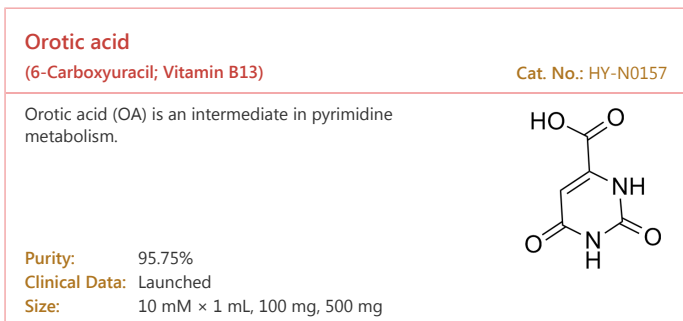 Orotic acid
(6-Carboxyuracil; Vitamin B13)
Cat. No.: HY-N0157
Orotic acid (OA) is an intermediate in pyrimidine
metabolism.
HO
O
NH
O
N
H
O
Purity: 95.75%
Clinical Data: Launched
Size: 10 mM × 1 mL, 100 mg, 500 mg